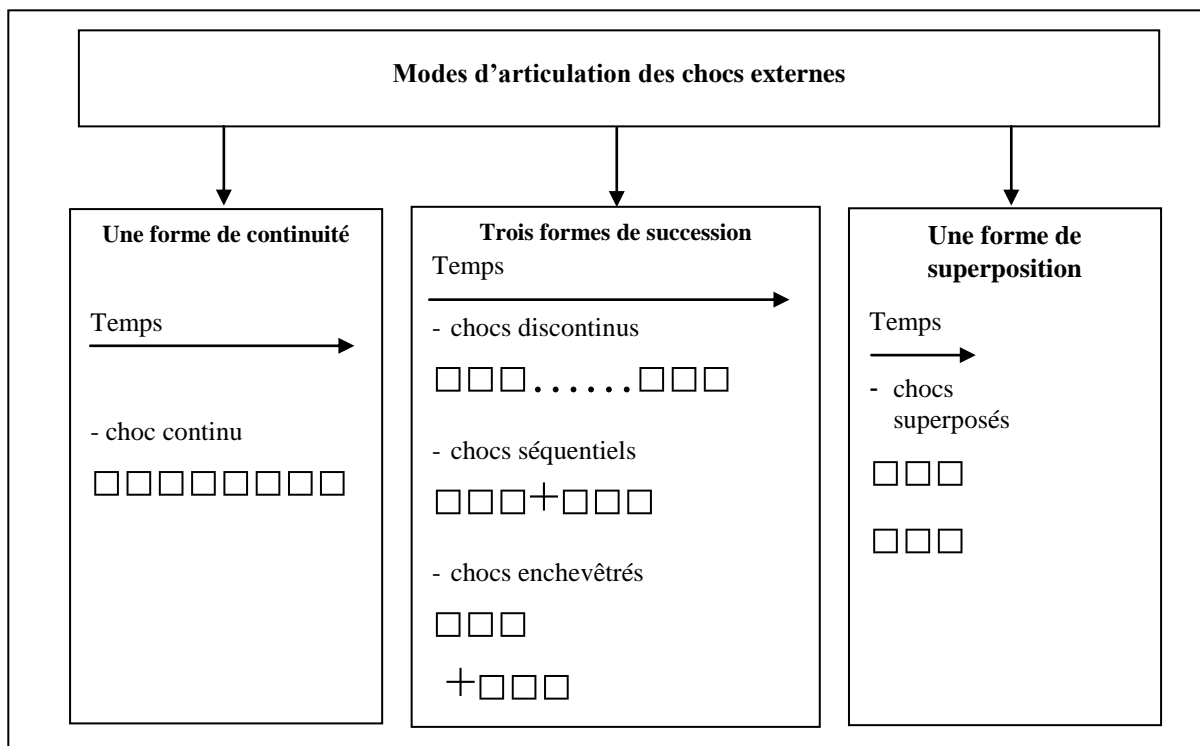 Modes d’articulation des chocs externes
Une forme de continuité
Temps
- choc continu
□□□□□□□□
Trois formes de succession
Temps
- chocs discontinus
□□□......□□□
- chocs séquentiels
□□□+□□□
- chocs enchevêtrés
□□□
+□□□
Une forme de
superposition
Temps
- chocs
superposés
□□□
□□□